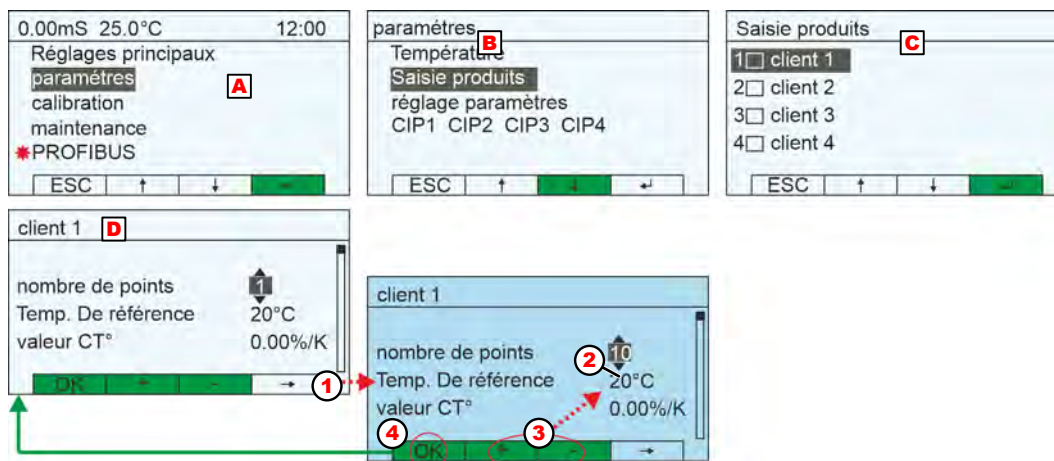 0.00mS 25.0°C 12:00
Réglages principaux
paramétres
A
calibration
maintenance
PROFIBUS
ESC ↑ ↓ ↵
paramétres
B
Température
Saisie produits
réglage paramètres
CIP1 CIP2 CIP3 CIP4
ESC ↑ ↓ ↵
Saisie produits
C
1 client 1
2 client 2
3 client 3
4 client 4
ESC ↑ ↓ ↵
client 1 D
nombre de points 1
Temp. De référence 20°C
valeur CT° 0.00%/K
OK + - →
1
client 1
nombre de points 10
2
Temp. De référence 20°C
valeur CT° 0.00%/K
4 3
OK + - →